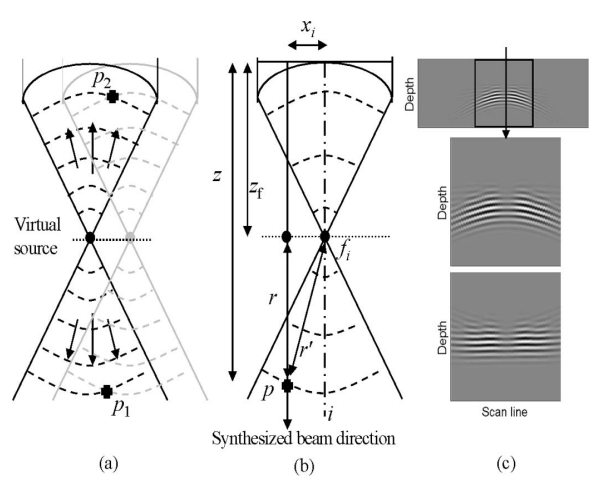 p2
Virtual
source
p1
(a)
xi
z
zf
fi
r
r'
p
i
Synthesized beam direction
(b)
Depth
Depth
Depth
Scan line
(c)